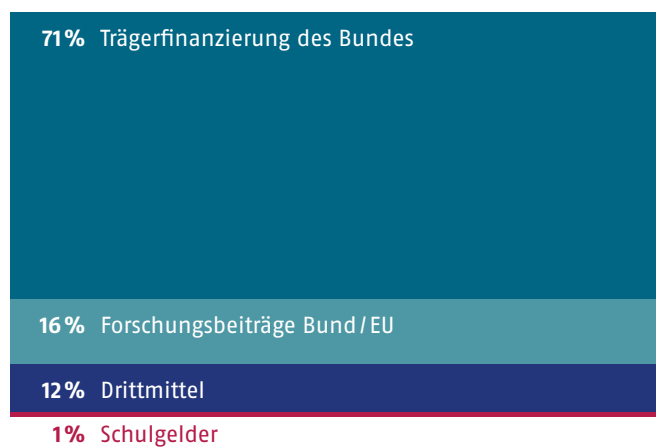 71% Trägerfinanzierung des Bundes
16% Forschungsbeiträge Bund/EU
12% Drittmittel
1% Schulgelder